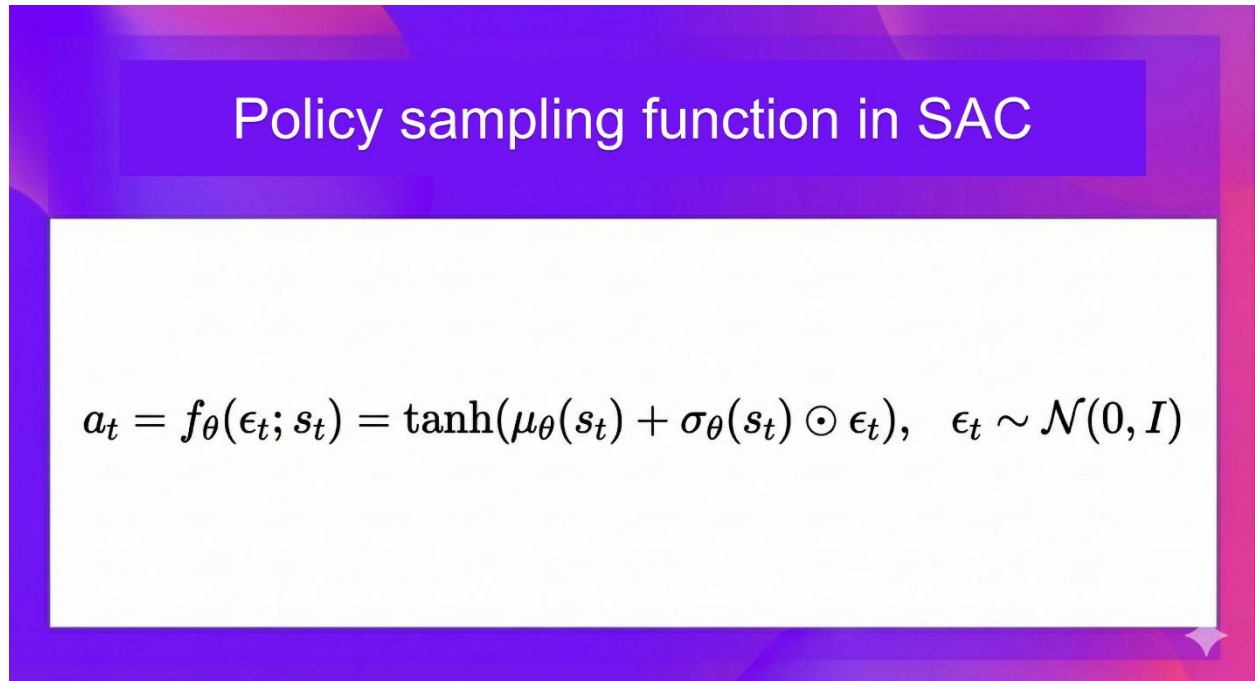 Policy sampling function in SAC
a_t = f_θ(ϵ_t; s_t) = tanh(μ_θ(s_t) + σ_θ(s_t) ⊙ ϵ_t), ϵ_t ∼ 𝒩(0, I)